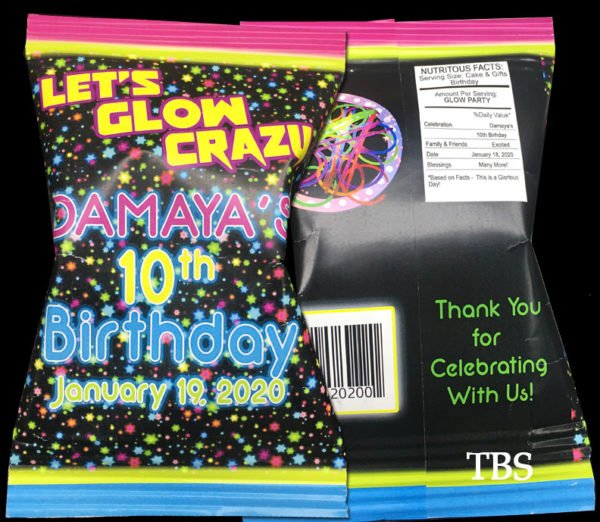 LET'S
GLOW
CRAZY
DAMAYA'S
10th
Birthday
January 19, 2020
NUTRITOUS FACTS:
Serving Size: Cake & Gifts
Birthday
Amount Per Serving:
GLOW PARTY
%Daily Value*
Celebration Damaya's
10th Birthday
Family & Friends Excited
Date January 18, 2020
Blessings Many More!
*Based on Facts - This is a Glorious
Day!
20200
Thank You
for
Celebrating
With Us!
TBS